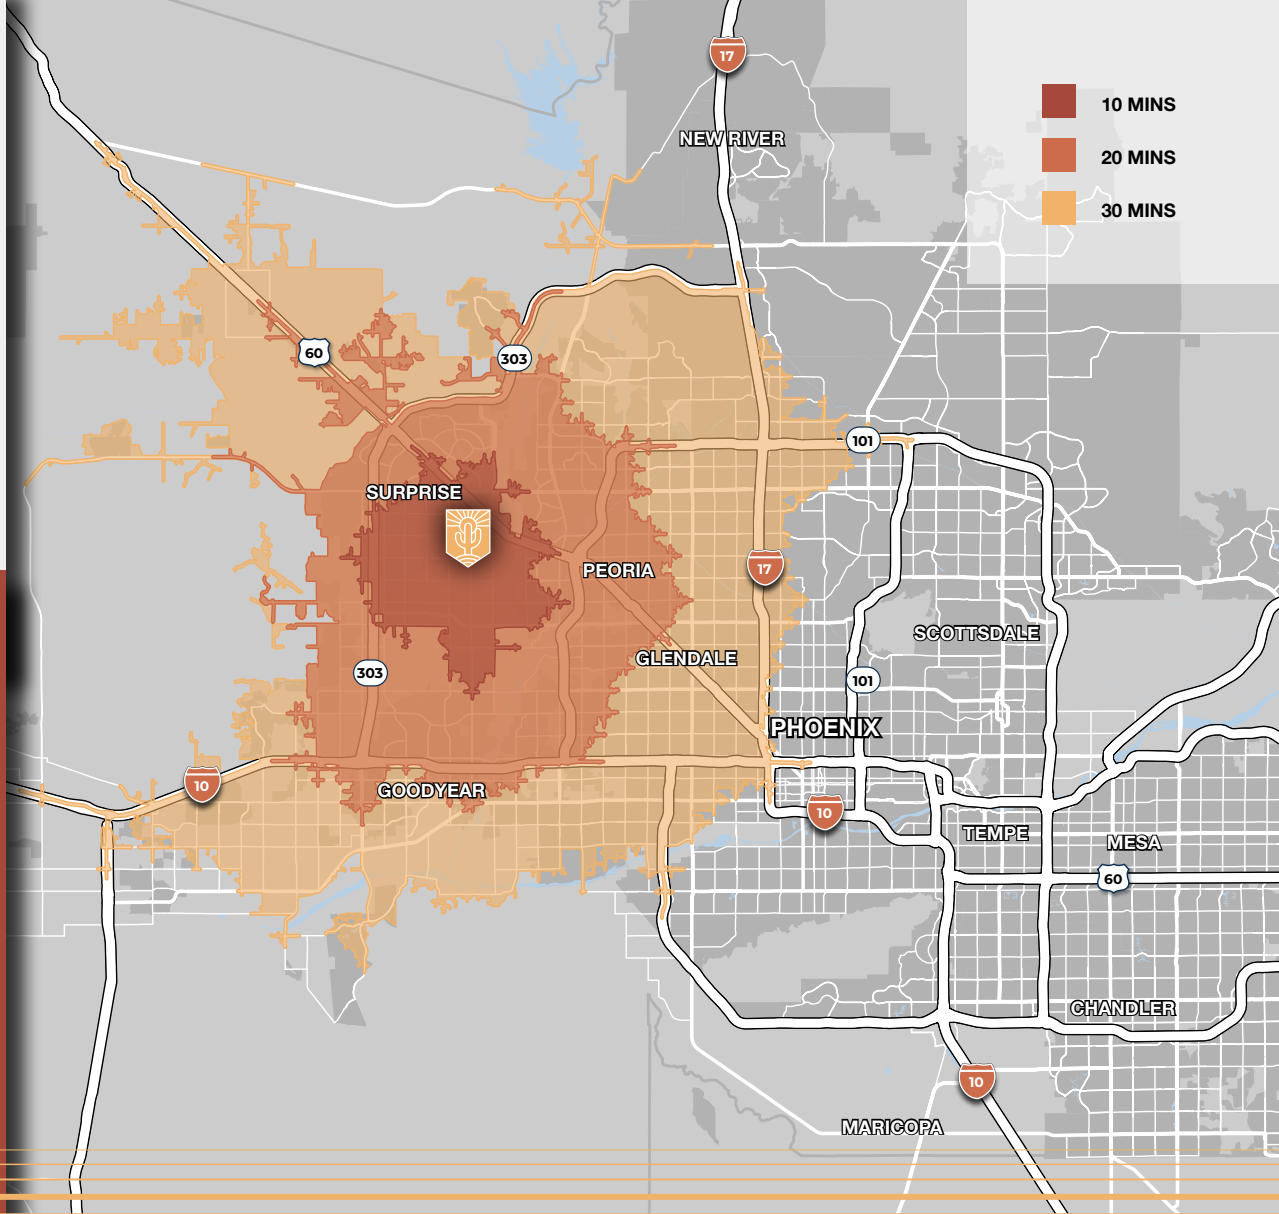 17
10 MINS
NEW RIVER
20 MINS
30 MINS
60
303
101
SURPRISE
PEORIA
17
SCOTTSDALE
GLENDALE
303
101
PHOENIX
10
GOODYEAR
10
TEMPE
MESA
60
CHANDLER
10
MARICOPA